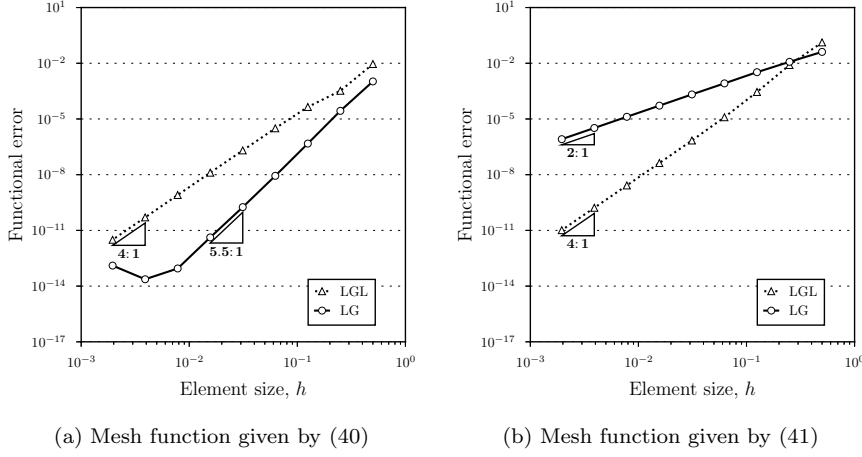 10^1
10^-2
10^-5
10^-8
10^-11
10^-14
10^-17
Functional error
4:1
5.5:1
LGL
LG
10^-3
10^-2
10^-1
10^0
Element size, h
(a) Mesh function given by (40)
10^1
10^-2
10^-5
10^-8
10^-11
10^-14
10^-17
Functional error
2:1
4:1
LGL
LG
10^-3
10^-2
10^-1
10^0
Element size, h
(b) Mesh function given by (41)